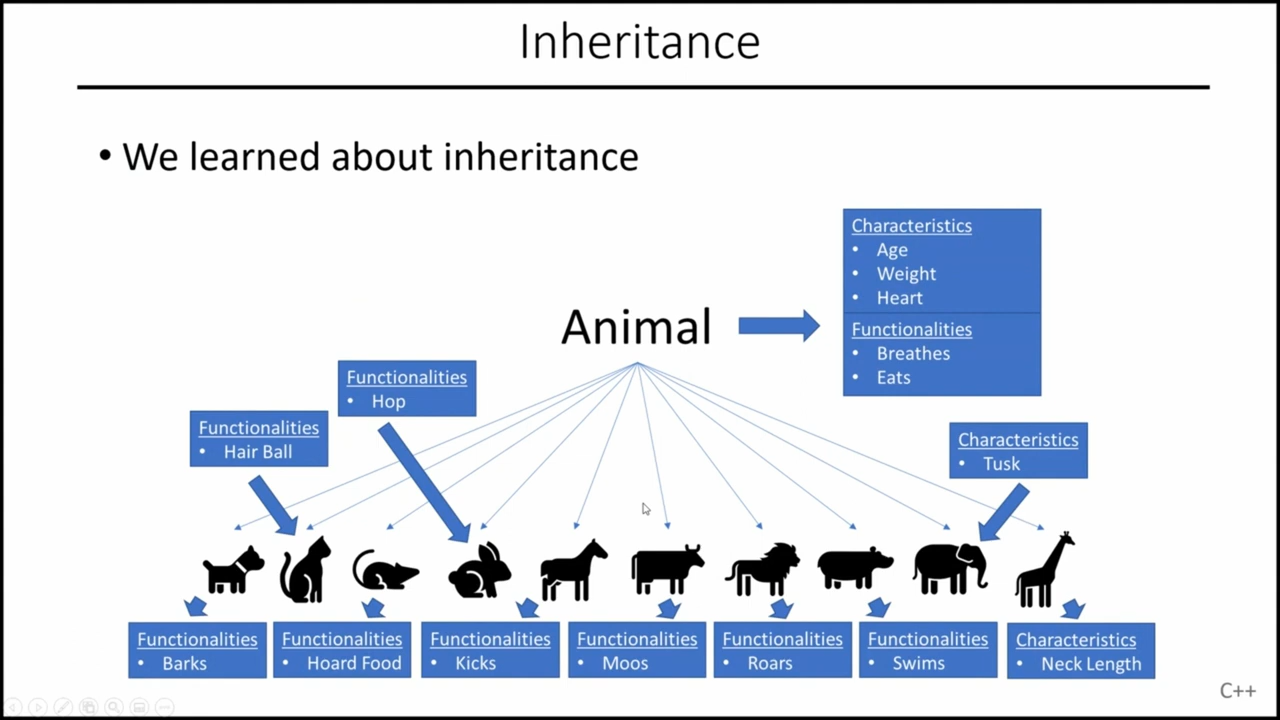 Inheritance
• We learned about inheritance
Characteristics
• Age
• Weight
• Heart
Animal
Functionalities
• Breathes
• Eats
Functionalities
• Hop
Functionalities
• Hair Ball
Characteristics
• Tusk
Functionalities
• Barks
Functionalities
• Hoard Food
Functionalities
• Kicks
Functionalities
• Moos
Functionalities
• Roars
Functionalities
• Swims
Characteristics
• Neck Length
C++